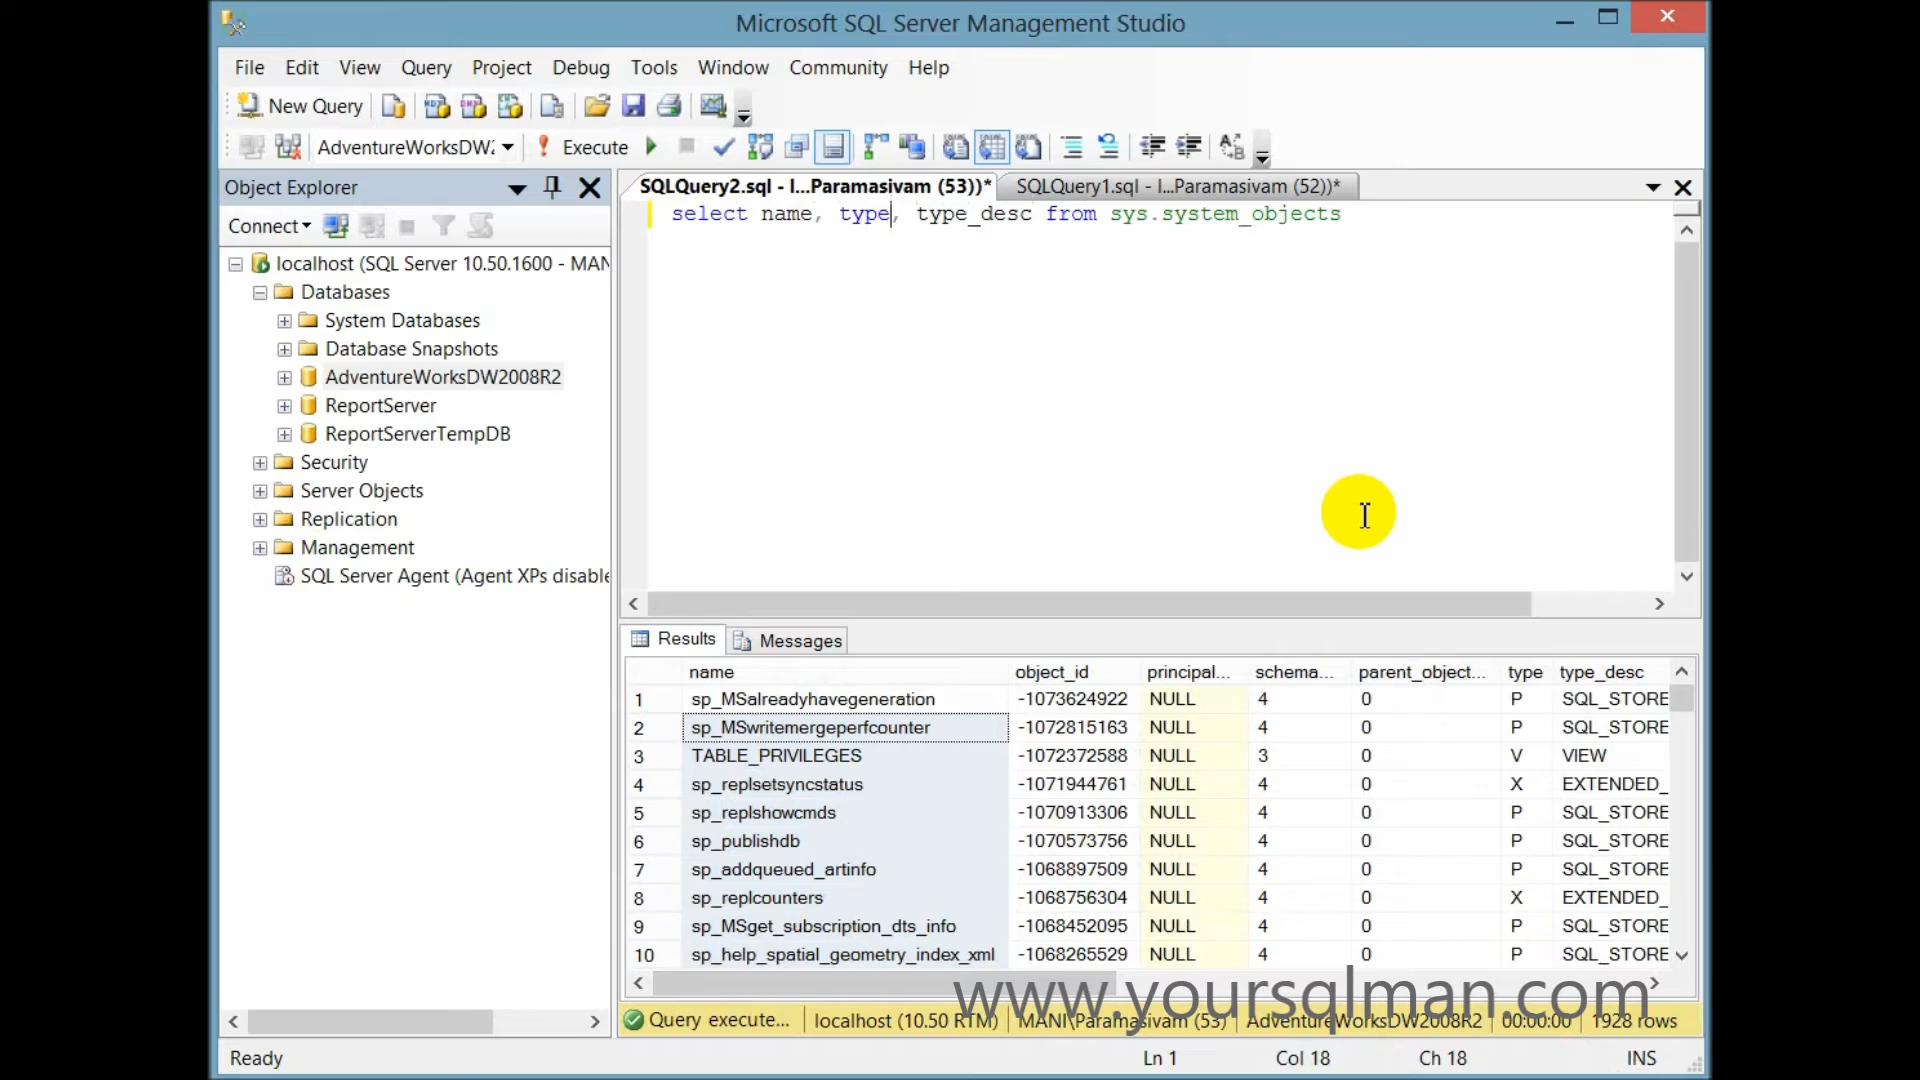 Microsoft SQL Server Management Studio
File Edit View Query Project Debug Tools Window Community Help
New Query
AdventureWorksDW: Execute
Object Explorer
SQLQuery2.sql - I...Paramasivam (53))* SQLQuery1.sql - I...Paramasivam (52))*
select name, type, type_desc from sys.system_objects
Connect
localhost (SQL Server 10.50.1600 - MAN
Databases
System Databases
Database Snapshots
AdventureWorksDW2008R2
ReportServer
ReportServerTempDB
Security
Server Objects
Replication
Management
SQL Server Agent (Agent XPs disable
Results Messages
name object_id principal... schema... parent_object... type type_desc
1 sp_MSalreadyhavegeneration -1073624922 NULL 4 0 P SQL_STORE
2 sp_MSwritemergeperfcounter -1072815163 NULL 4 0 P SQL_STORE
3 TABLE_PRIVILEGES -1072372588 NULL 3 0 V VIEW
4 sp_replsetsyncstatus -1071944761 NULL 4 0 X EXTENDED_
5 sp_replshowcmds -1070913306 NULL 4 0 P SQL_STORE
6 sp_publishdb -1070573756 NULL 4 0 P SQL_STORE
7 sp_addqueued_artinfo -1068897509 NULL 4 0 P SQL_STORE
8 sp_replcounters -1068756304 NULL 4 0 X EXTENDED_
9 sp_MSget_subscription_dts_info -1068452095 NULL 4 0 P SQL_STORE
10 sp_help_spatial_geometry_index_xml -1068265529 NULL 4 0 P SQL_STORE
www.yoursqlman.com
Query execute... localhost (10.50 RTM) MANI\Paramasivam (53) AdventureWorksDW2008R2 00:00:00 1928 rows
Ready Ln 1 Col 18 Ch 18 INS